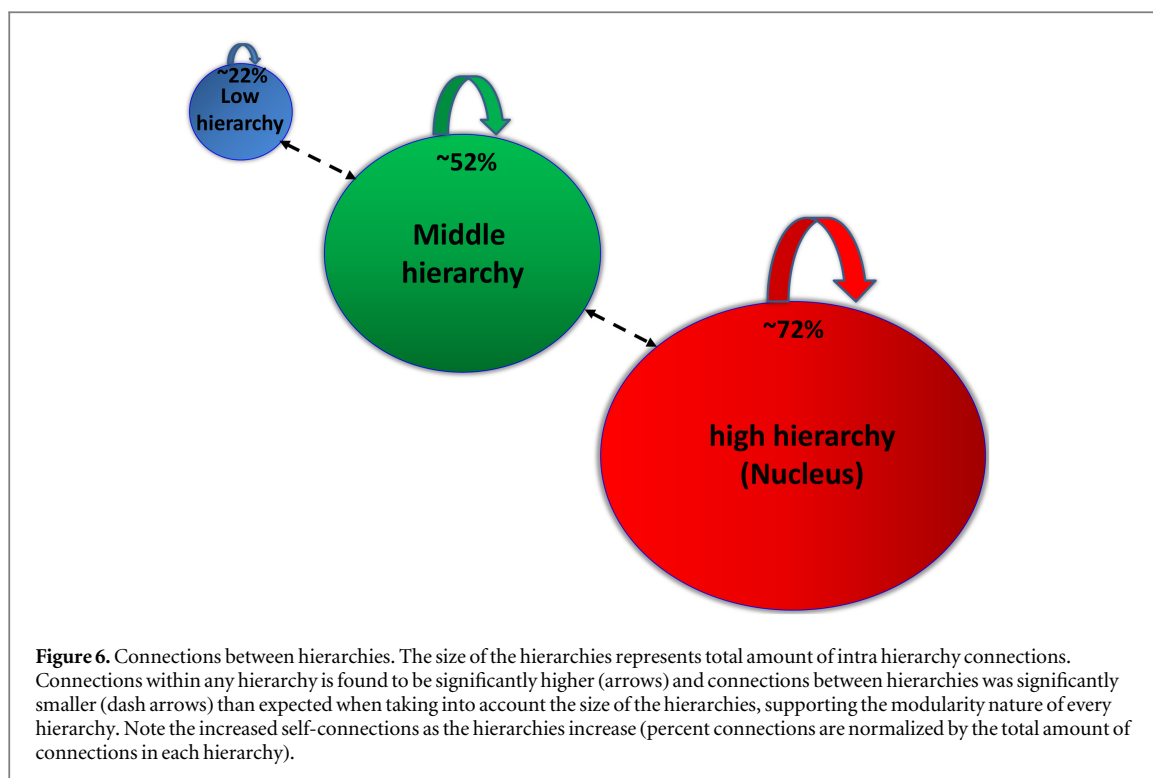 ~22%
Low
hierarchy
~52%
Middle
hierarchy
~72%
high hierarchy
(Nucleus)
Figure 6. Connections between hierarchies. The size of the hierarchies represents total amount of intra hierarchy connections.
Connections within any hierarchy is found to be significantly higher (arrows) and connections between hierarchies was significantly
smaller (dash arrows) than expected when taking into account the size of the hierarchies, supporting the modularity nature of every
hierarchy. Note the increased self-connections as the hierarchies increase (percent connections are normalized by the total amount of
connections in each hierarchy).